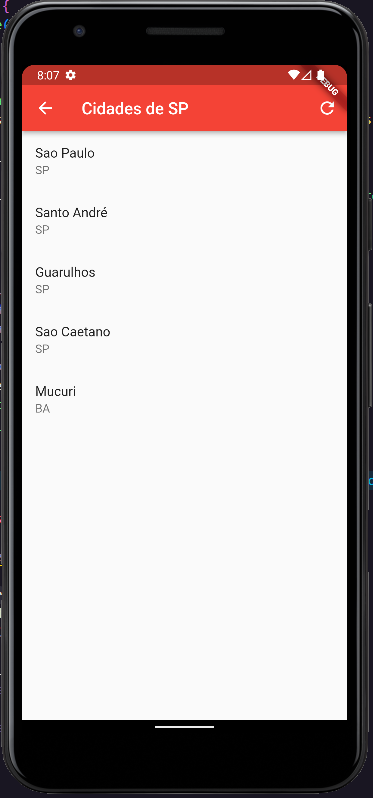 8:07
DEBUG
Cidades de SP
Sao Paulo
SP
Santo André
SP
Guarulhos
SP
Sao Caetano
SP
Mucuri
BA